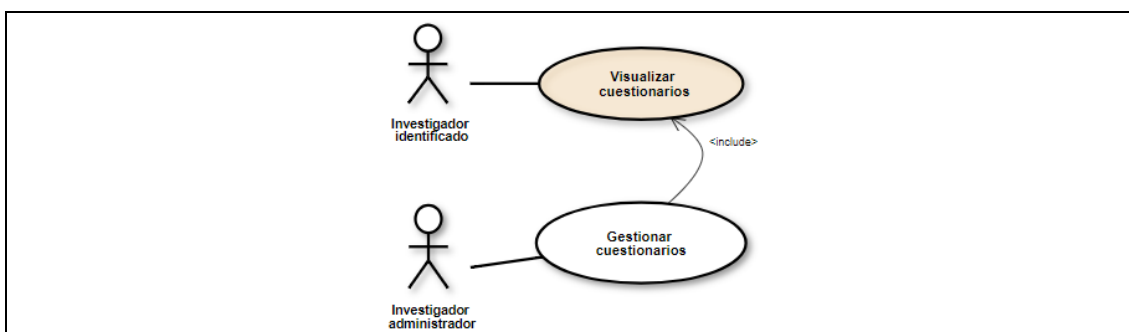 Visualizar
cuestionarios
Investigador
identificado
<include>
Gestionar
cuestionarios
Investigador
administrador